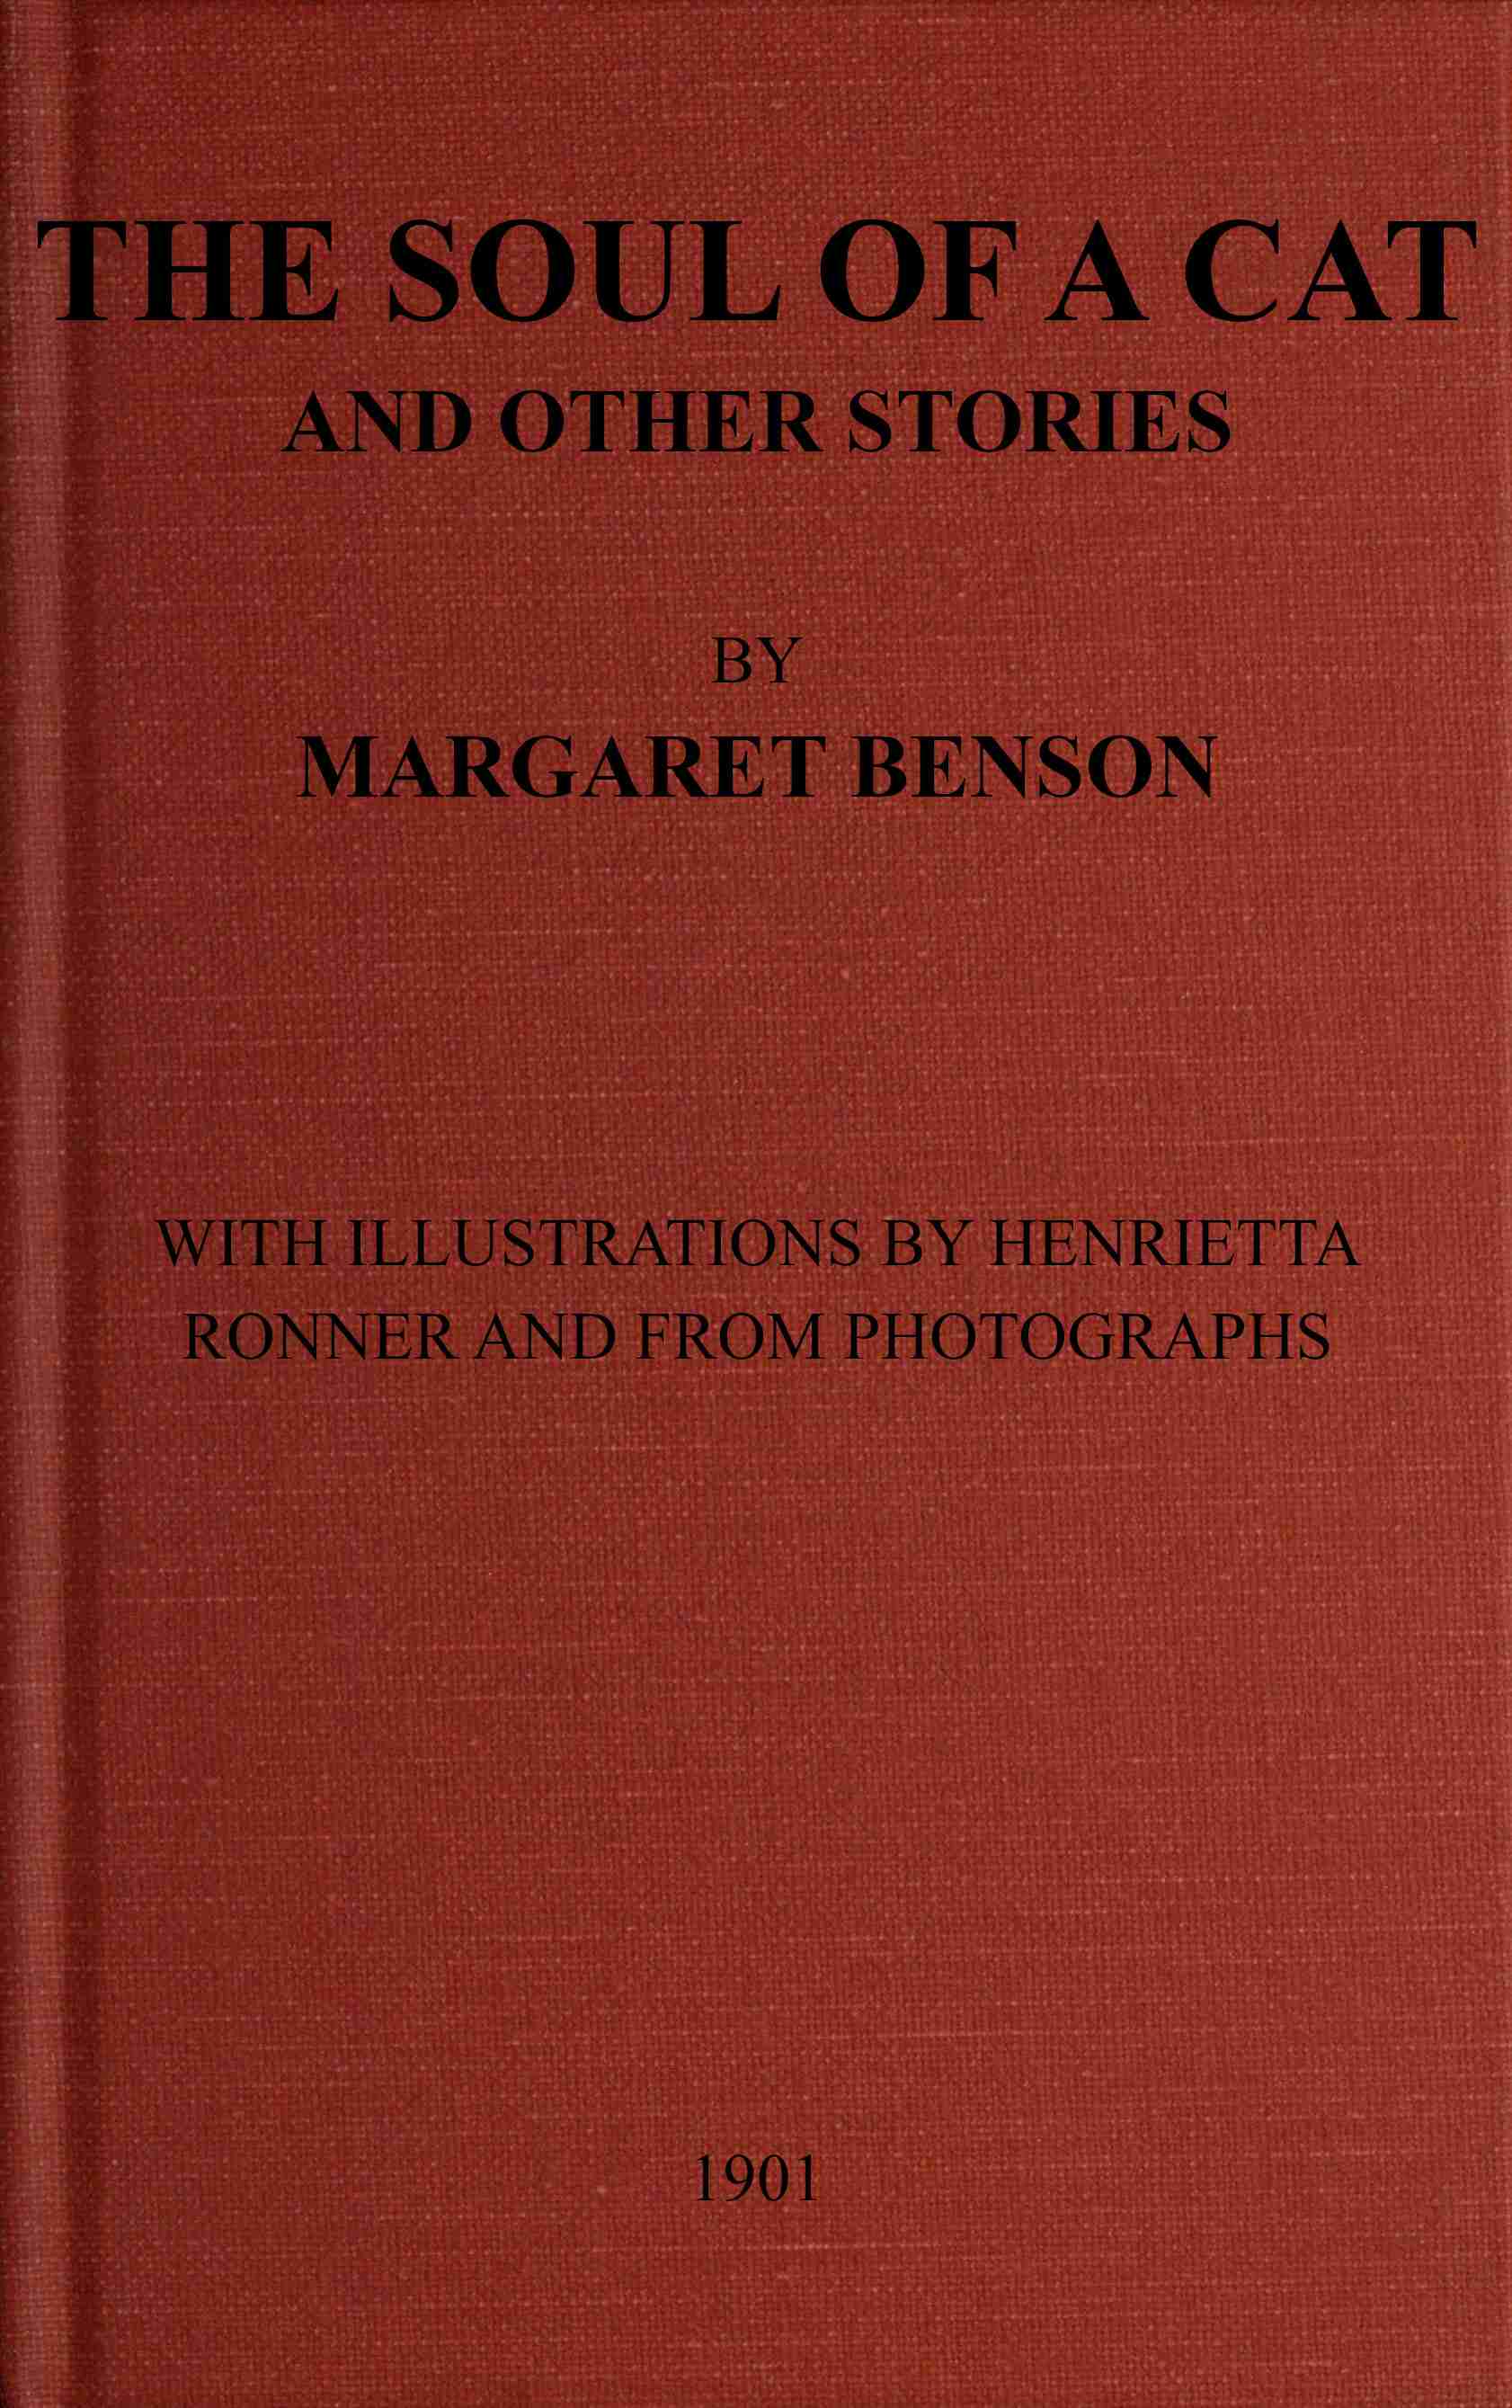 THE SOUL OF A CAT
AND OTHER STORIES
BY
MARGARET BENSON
WITH ILLUSTRATIONS BY HENRIETTA
RONNER AND FROM PHOTOGRAPHS
1901